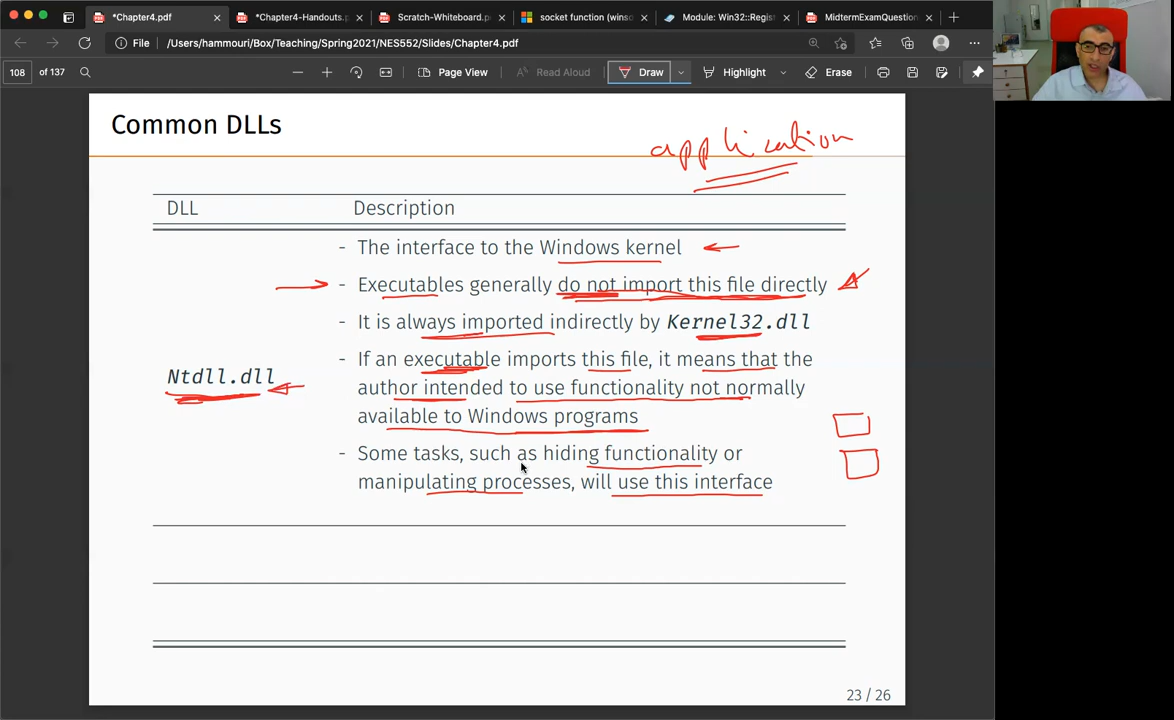 *Chapter4.pdf
*Chapter4-Handouts.p
Scratch-Whiteboard.p
socket function (winso
Module: Win32::Regist
MidtermExamQuestion
File
/Users/hammouri/Box/Teaching/Spring2021/NES552/Slides/Chapter4.pdf
108 of 137
Page View
Read Aloud
Draw
Highlight
Erase
Common DLLs
application
DLL Description
- The interface to the Windows kernel
- Executables generally do not import this file directly
- It is always imported indirectly by Kernel32.dll
- If an executable imports this file, it means that the
Ntdll.dll
author intended to use functionality not normally
available to Windows programs
- Some tasks, such as hiding functionality or
manipulating processes, will use this interface
23 / 26